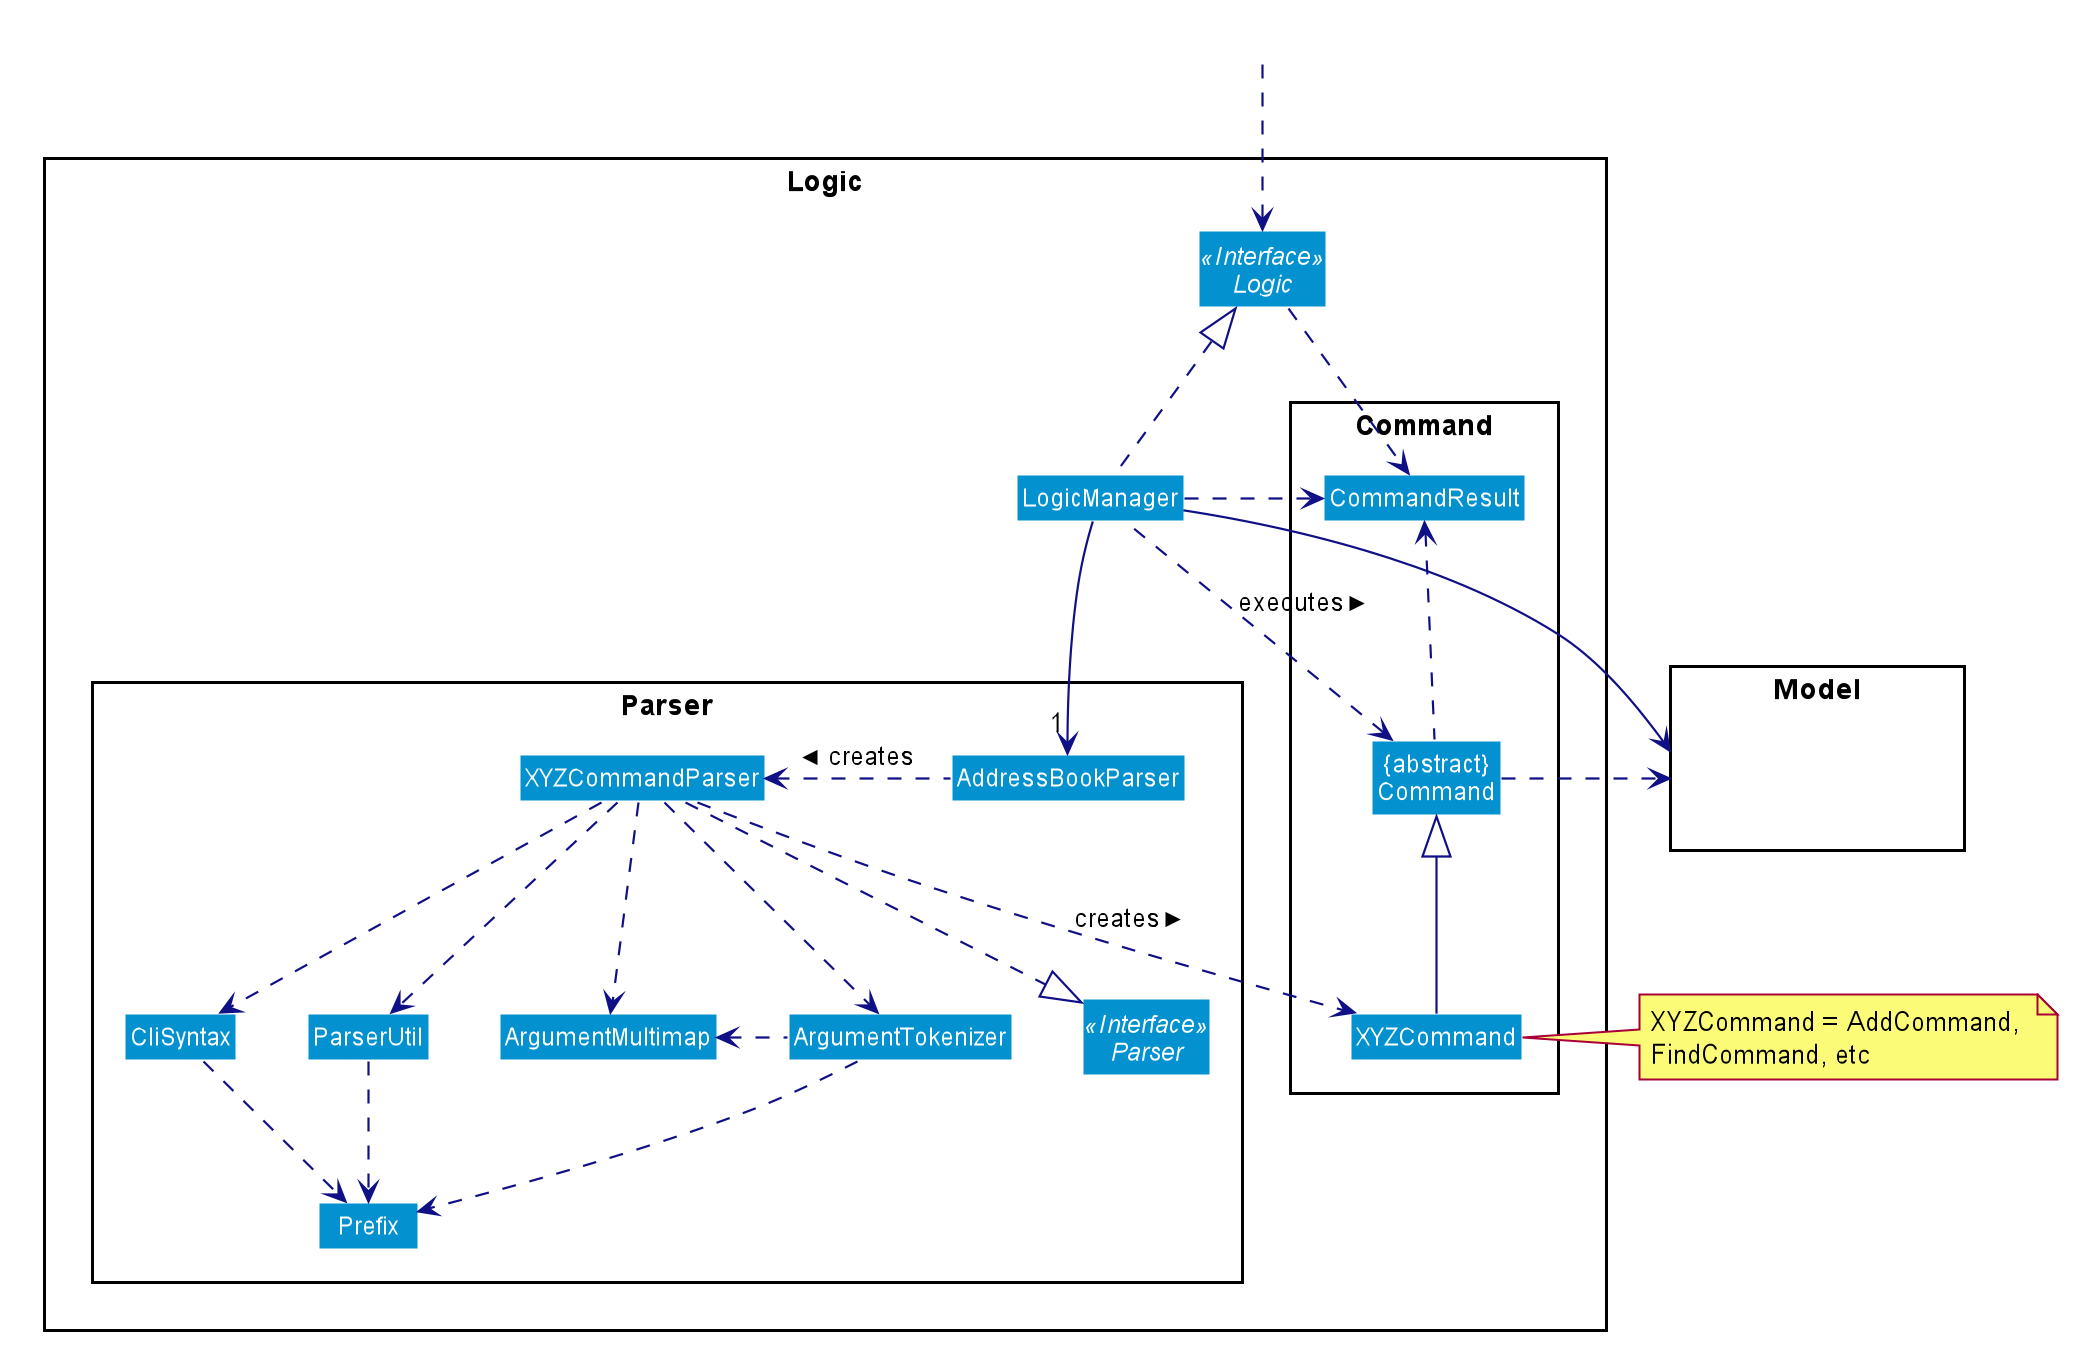 Logic
«Interface»
Logic
Command
LogicManager
CommandResult
executes ►
Parser
Model
1
◄ creates
XYZCommandParser
AddressBookParser
{abstract}
Command
creates ►
CliSyntax
ParserUtil
ArgumentMultimap
ArgumentTokenizer
«Interface»
Parser
XYZCommand
XYZCommand = AddCommand,
FindCommand, etc
Prefix